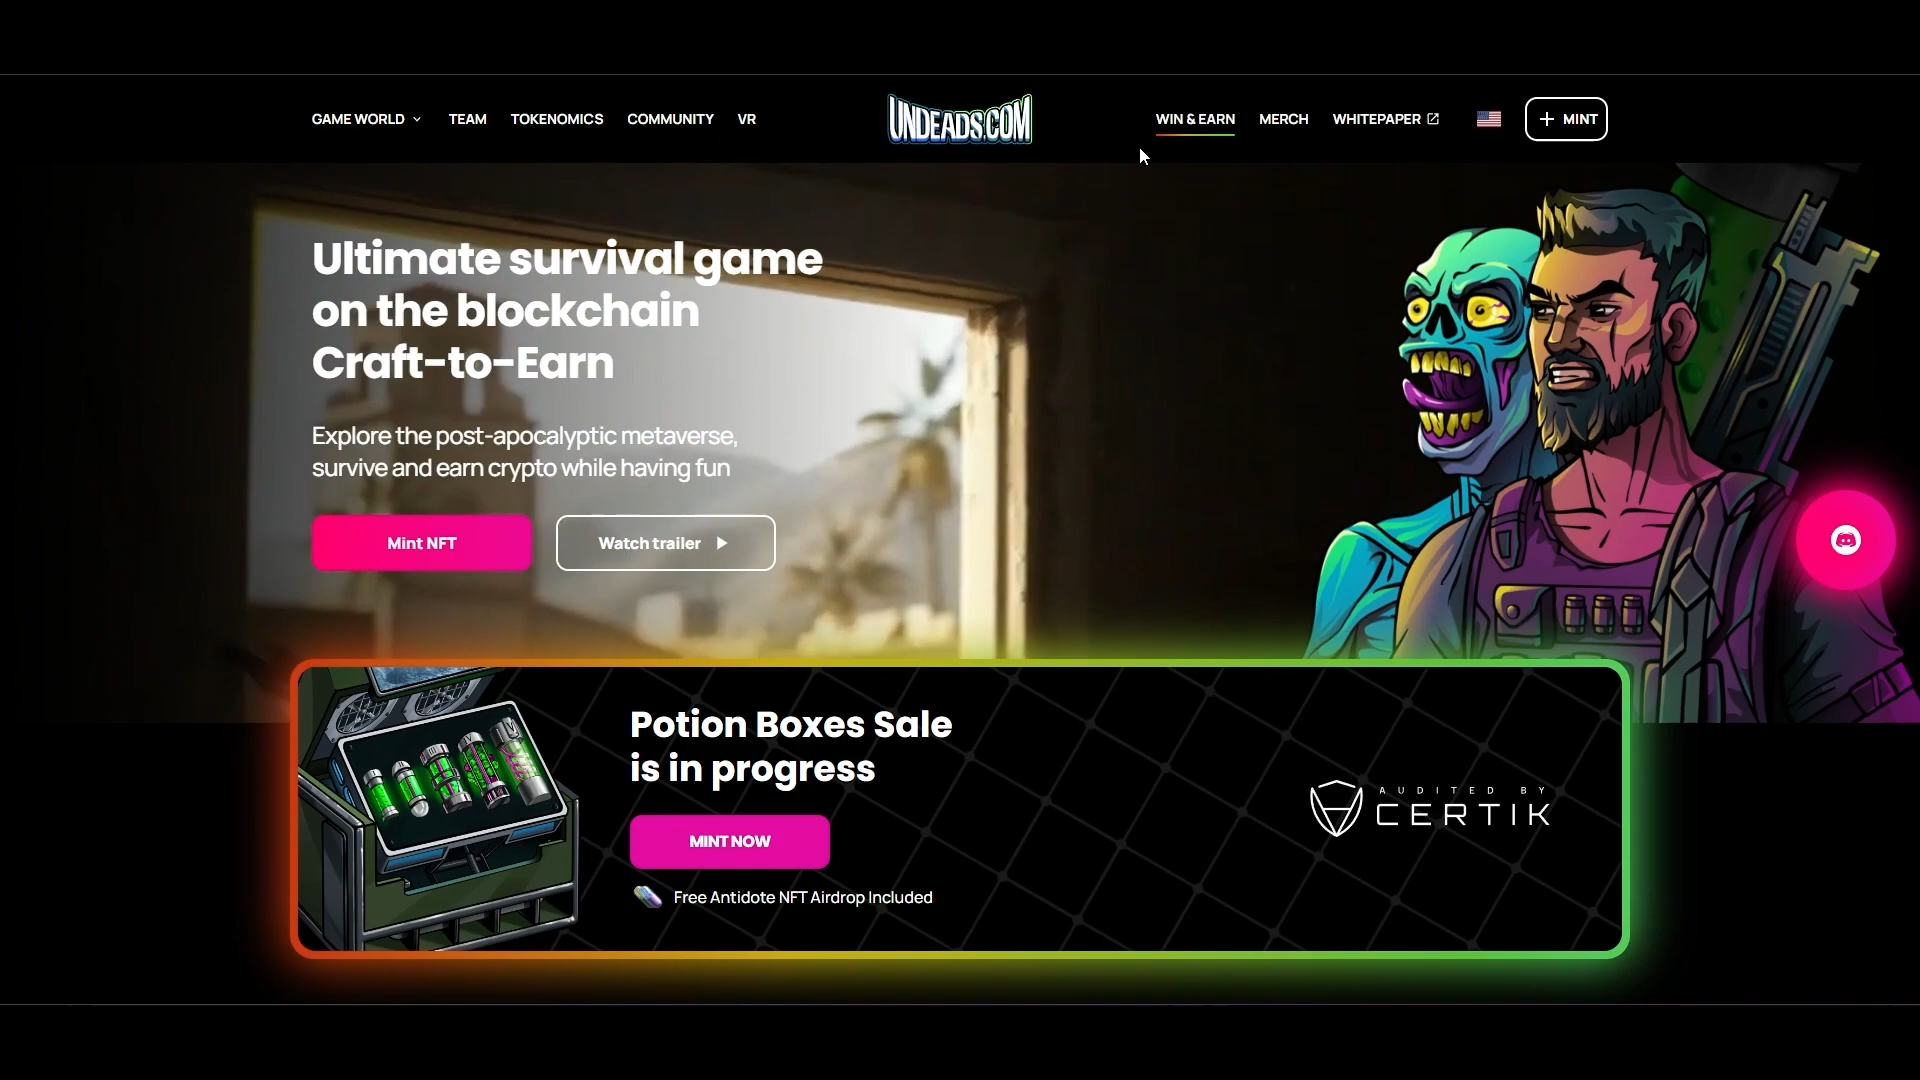 GAME WORLD
TEAM
TOKENOMICS
COMMUNITY
VR
UNDEADS.COM
WIN & EARN
MERCH
WHITEPAPER
MINT
Ultimate survival game
on the blockchain
Craft-to-Earn
Explore the post-apocalyptic metaverse,
survive and earn crypto while having fun
Mint NFT
Watch trailer
Potion Boxes Sale
is in progress
MINT NOW
Free Antidote NFT Airdrop Included
AUDITED BY
CERTIK